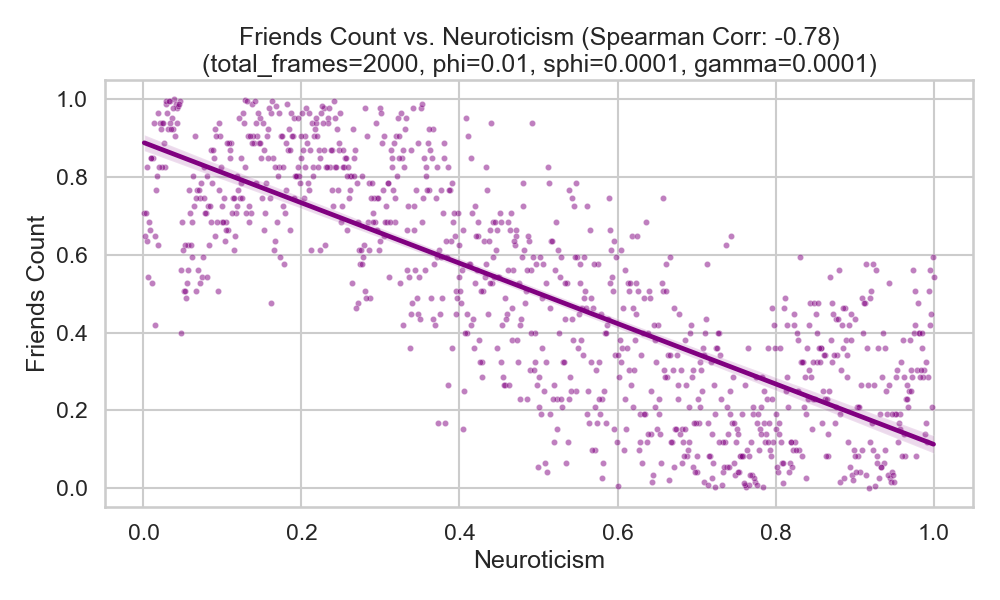 Friends Count vs. Neuroticism (Spearman Corr: -0.78)
(total_frames=2000, phi=0.01, sphi=0.0001, gamma=0.0001)
Friends Count
1.0
0.8
0.6
0.4
0.2
0.0
0.0 0.2 0.4 0.6 0.8 1.0
Neuroticism